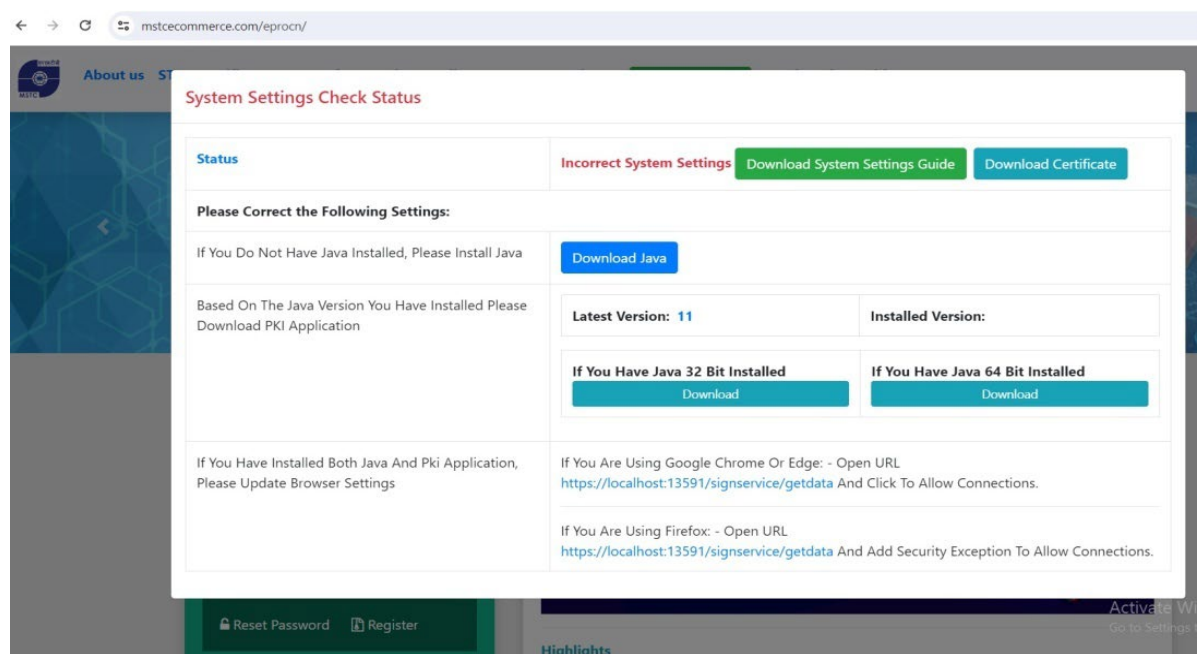 mstcecommerce.com/eprocn/
MSTC
About us ST
System Settings Check Status
Status
Incorrect System Settings Download System Settings Guide Download Certificate
Please Correct the Following Settings:
If You Do Not Have Java Installed, Please Install Java
Download Java
Based On The Java Version You Have Installed Please
Download PKI Application
Latest Version: 11
Installed Version:
If You Have Java 32 Bit Installed
Download
If You Have Java 64 Bit Installed
Download
If You Have Installed Both Java And Pki Application,
Please Update Browser Settings
If You Are Using Google Chrome Or Edge: - Open URL
https://localhost:13591/signservice/getdata And Click To Allow Connections.
If You Are Using Firefox: - Open URL
https://localhost:13591/signservice/getdata And Add Security Exception To Allow Connections.
Reset Password Register
Highlights
Activate Wi
Go to Settings t